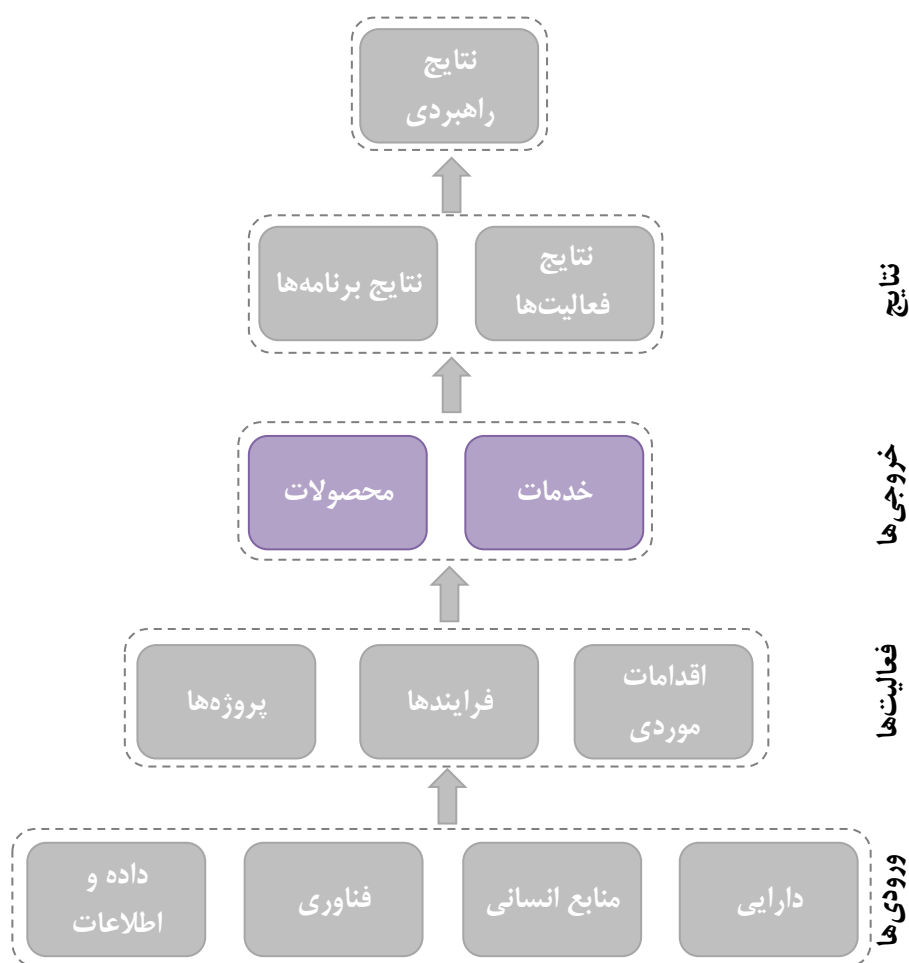 نتایج
راهبردی
نتایج
نتایج
فعالیت‌ها
نتایج برنامه‌ها
خروجی‌ها
خدمات
محصولات
فعالیت‌ها
اقدامات
موردی
فرایندها
پروژه‌ها
ورودی‌ها
دارایی
منابع انسانی
فناوری
داده و
اطلاعات